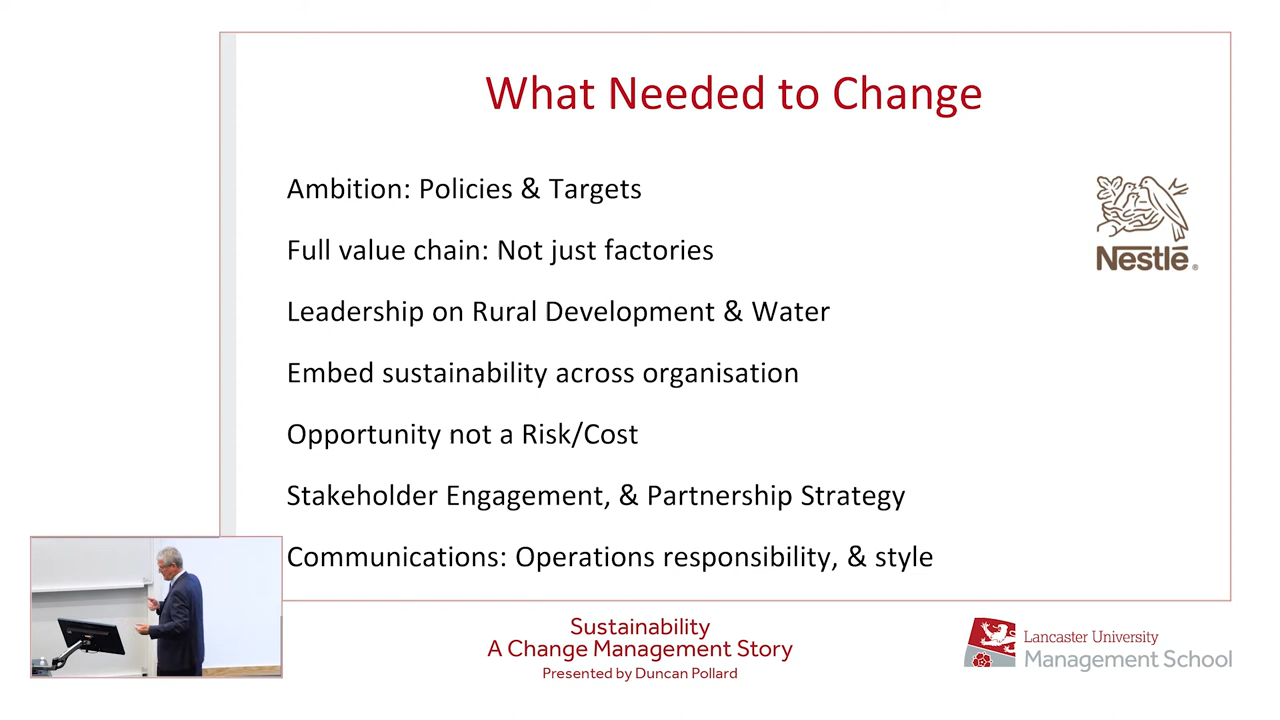 What Needed to Change
Ambition: Policies & Targets
Full value chain: Not just factories
Leadership on Rural Development & Water
Embed sustainability across organisation
Opportunity not a Risk/Cost
Stakeholder Engagement, & Partnership Strategy
Communications: Operations responsibility, & style
Nestlé®
Sustainability
A Change Management Story
Presented by Duncan Pollard
Lancaster University
Management School